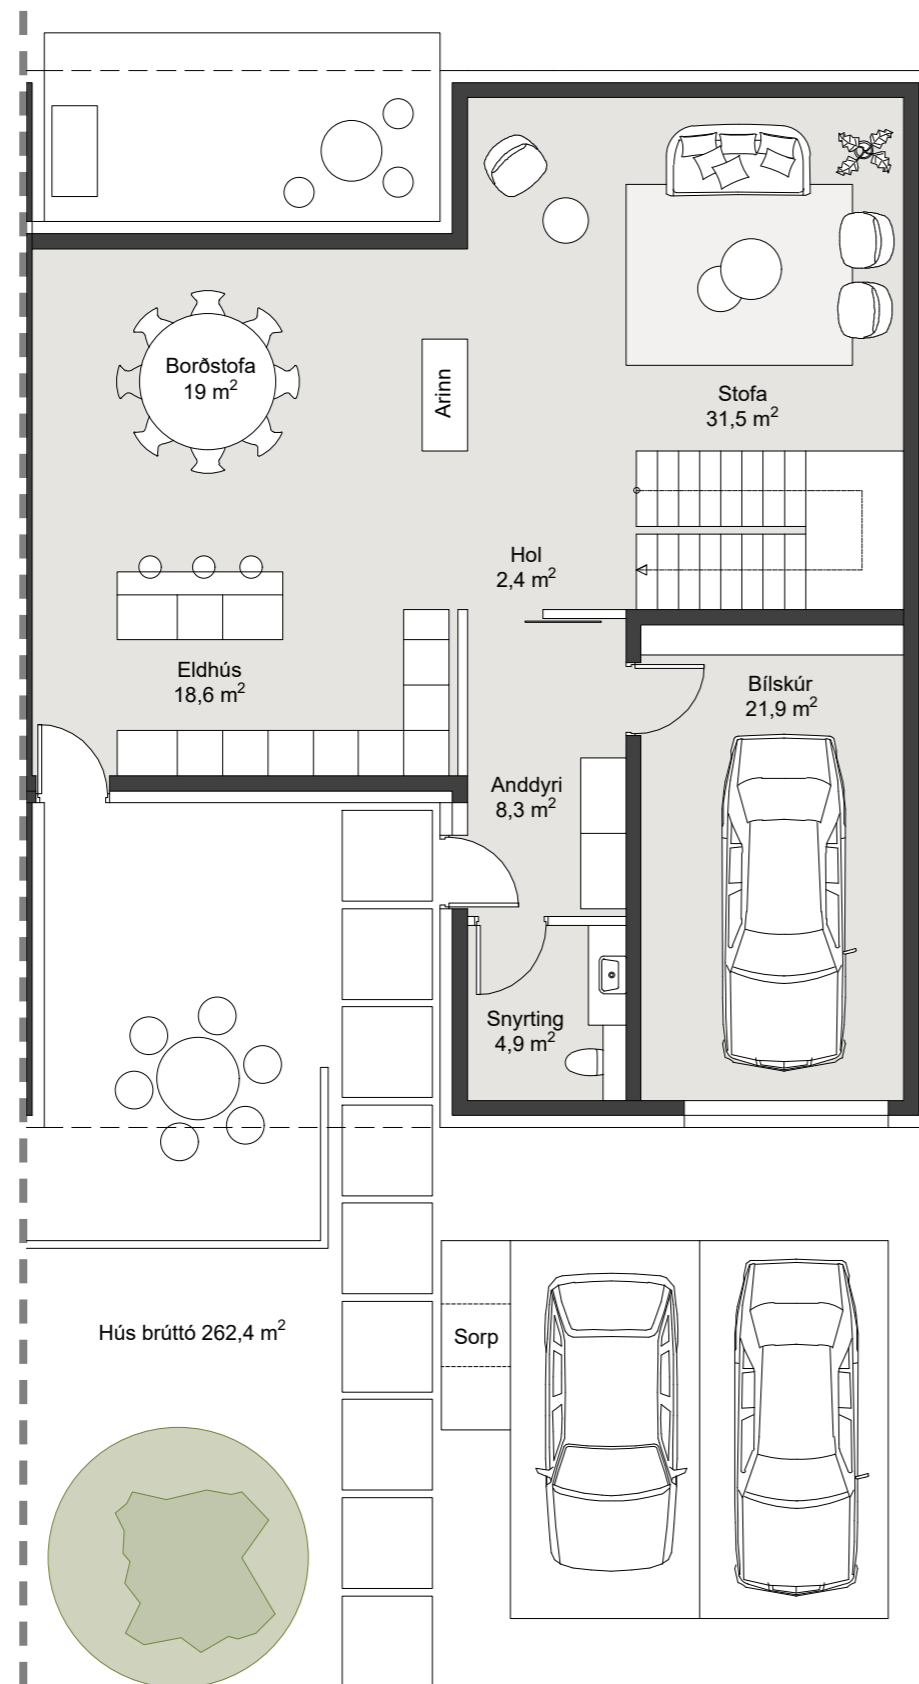 Borðstofa
19 m²
Arinn
Stofa
31,5 m²
Hol
2,4 m²
Eldhús
18,6 m²
Bílskúr
21,9 m²
Anddyri
8,3 m²
Snyrting
4,9 m²
Hús brúttó 262,4 m²
Sorp